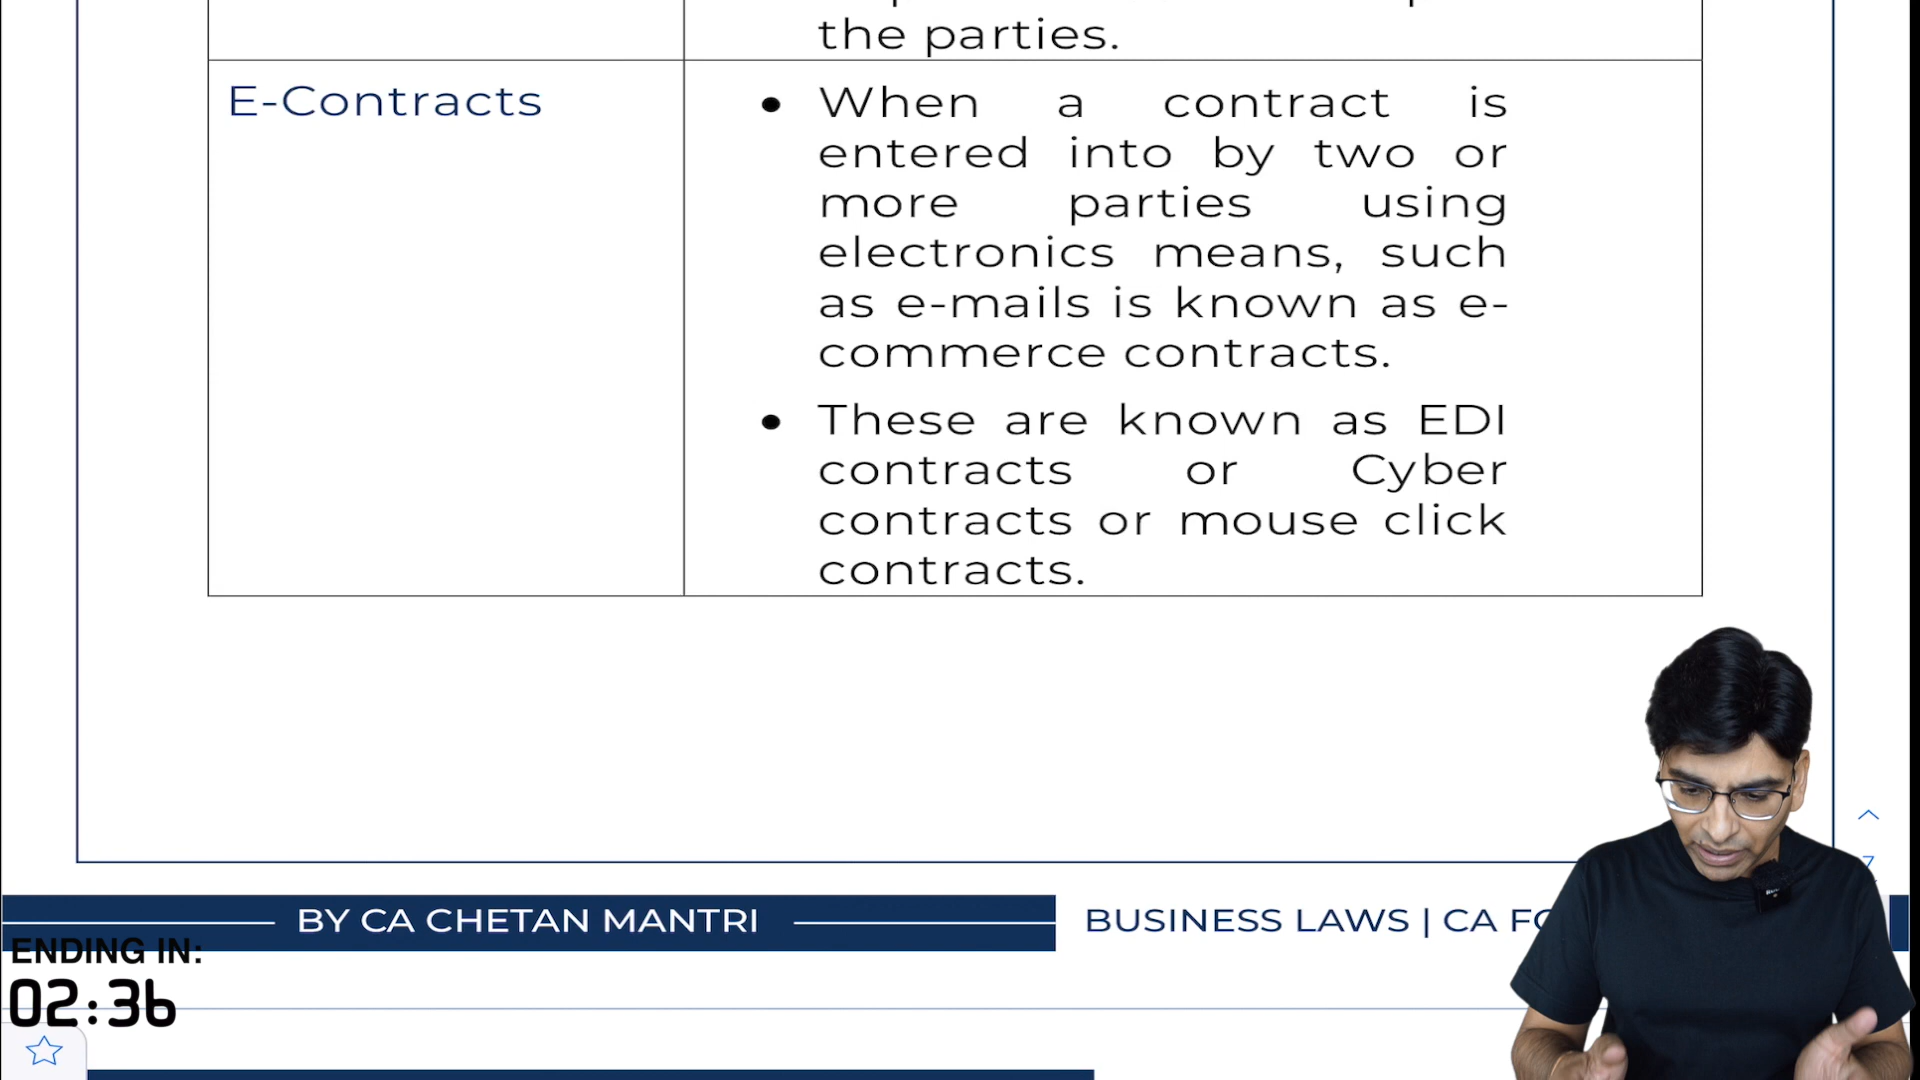 the parties.
E-Contracts
• When a contract is
entered into by two or
more parties using
electronics means, such
as e-mails is known as e-
commerce contracts.
• These are known as EDI
contracts or Cyber
contracts or mouse click
contracts.
7
BY CA CHETAN MANTRI
BUSINESS LAWS | CA FO
ENDING IN:
02:36